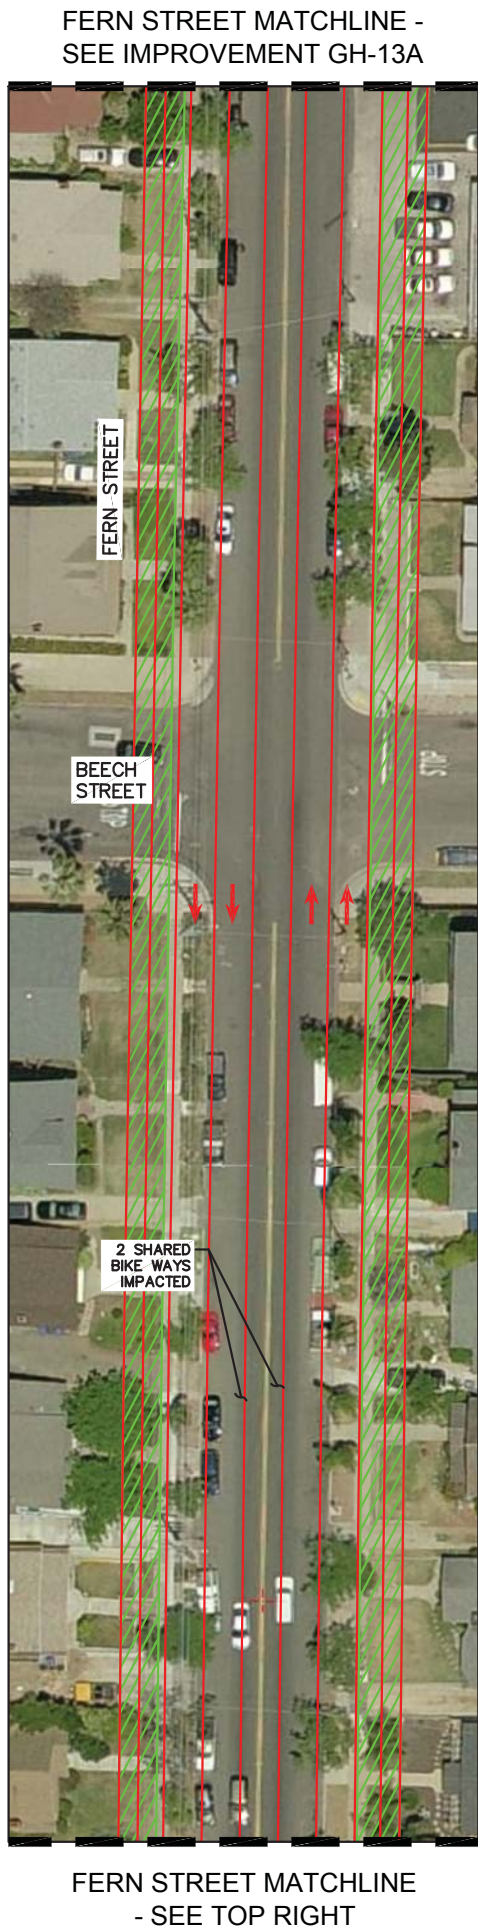 FERN STREET MATCHLINE -
SEE IMPROVEMENT GH-13A
FERN STREET
STOP
BEECH
STREET
2 SHARED
BIKE WAYS
IMPACTED
FERN STREET MATCHLINE
- SEE TOP RIGHT